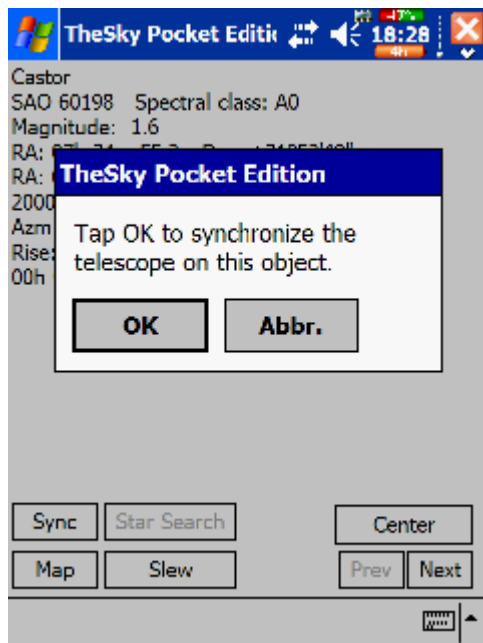 TheSky Pocket Editic 18:28
4h
Castor
SAO 60198 Spectral class: A0
Magnitude: 1.6
RA:
RA:
2000
Azm
Rise:
00h
TheSky Pocket Edition
Tap OK to synchronize the
telescope on this object.
OK Abbr.
Sync Star Search Center
Map Slew Prev Next